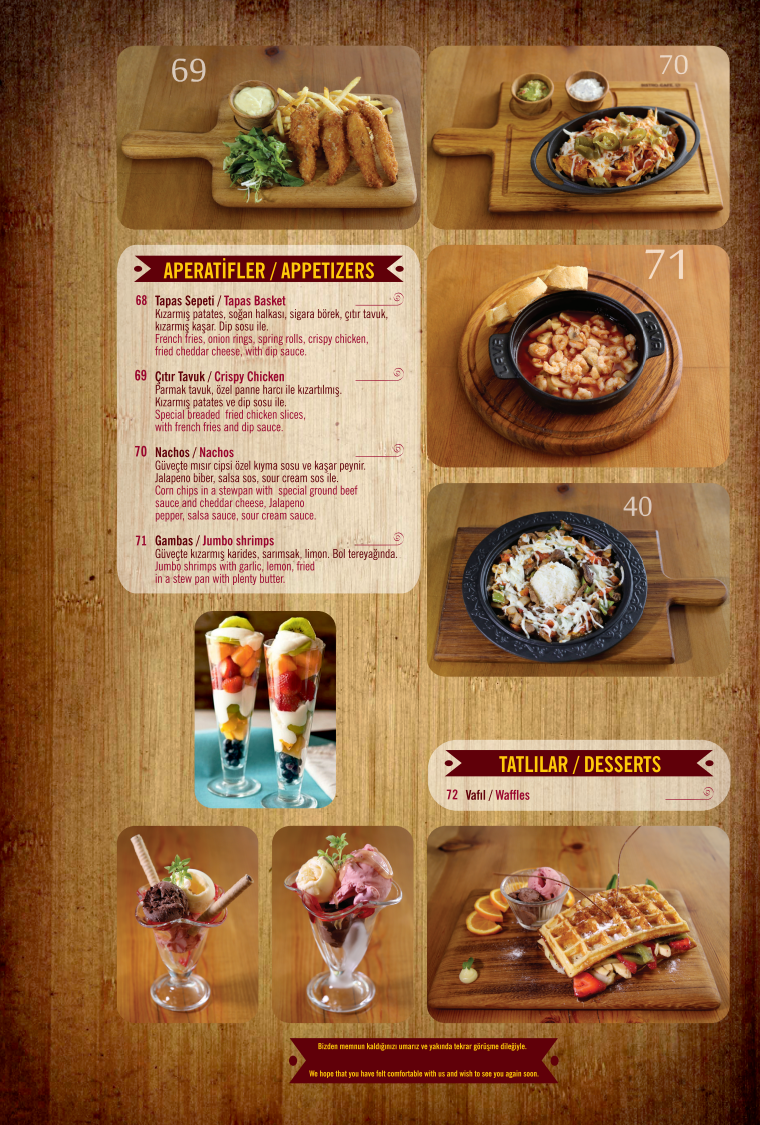 69
70
APERATİFLER / APPETIZERS
68 Tapas Sepeti / Tapas Basket
Kızarmış patates, soğan halkası, sigara börek, çıtır tavuk,
kızarmış kaşar. Dip sosu ile.
French fries, onion rings, spring rolls, crispy chicken,
fried cheddar cheese, with dip sauce.
69 Çıtır Tavuk / Crispy Chicken
Parmak tavuk, özel panne harcı ile kızartılmış.
Kızarmış patates ve dip sosu ile.
Special breaded fried chicken slices,
with french fries and dip sauce.
70 Nachos / Nachos
Güveçte mısır cipsi özel kıyma sosu ve kaşar peynir.
Jalapeno biber, salsa sos, sour cream sos ile.
Corn chips in a stewpan with special ground beef
sauce and cheddar cheese, Jalapeno
pepper, salsa sauce, sour cream sauce.
71 Gambas / Jumbo shrimps
Güveçte kızarmış karides, sarımsak, limon. Bol tereyağında.
Jumbo shrimps with garlic, lemon, fried
in a stew pan with plenty butter.
71
LAVA
LAVA
40
TATLILAR / DESSERTS
72 Vafıl / Waffles
Bizden memnun kaldığınızı umarız ve yakında tekrar görüşme dileğiyle.
We hope that you have felt comfortable with us and wish to see you again soon.